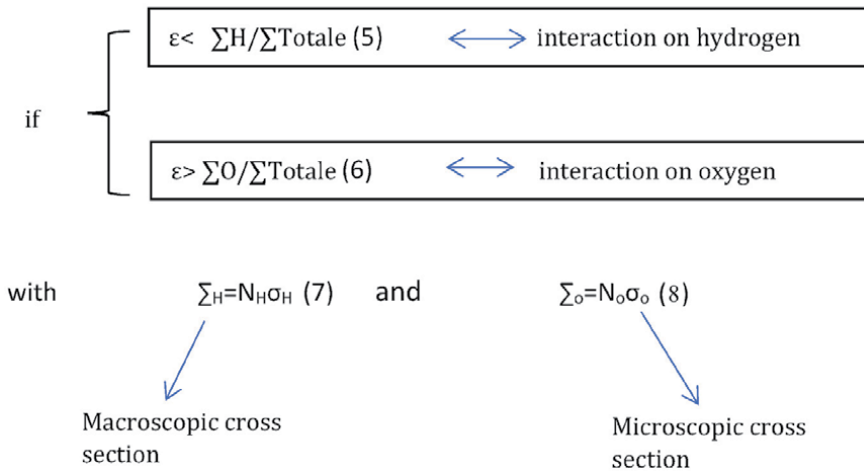 ε< ∑H/∑Totale (5) interaction on hydrogen
if
ε> ∑O/∑Totale (6) interaction on oxygen
with ∑H=NHσH (7) and ∑o=Noσo (8)
Macroscopic cross section
Microscopic cross section